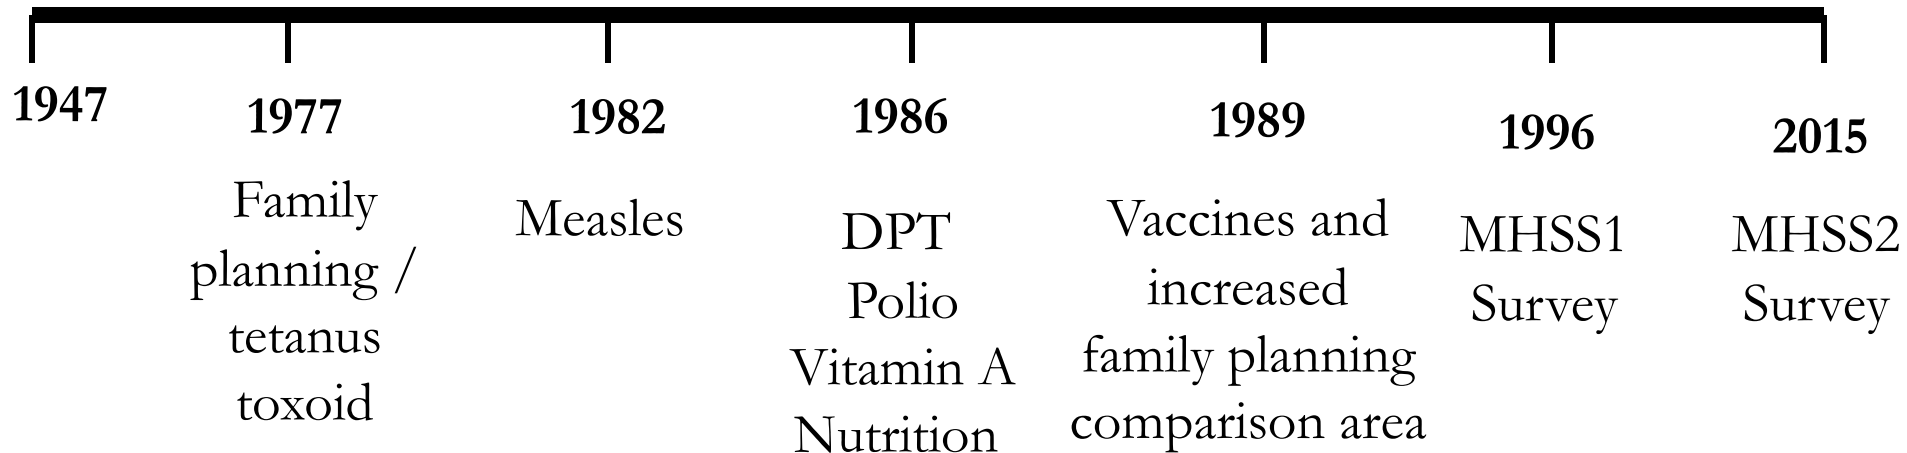 1947
1977
Family
planning /
tetanus
toxoid
1982
Measles
1986
DPT
Polio
Vitamin A
Nutrition
1989
Vaccines and
increased
family planning
comparison area
1996
MHSS1
Survey
2015
MHSS2
Survey